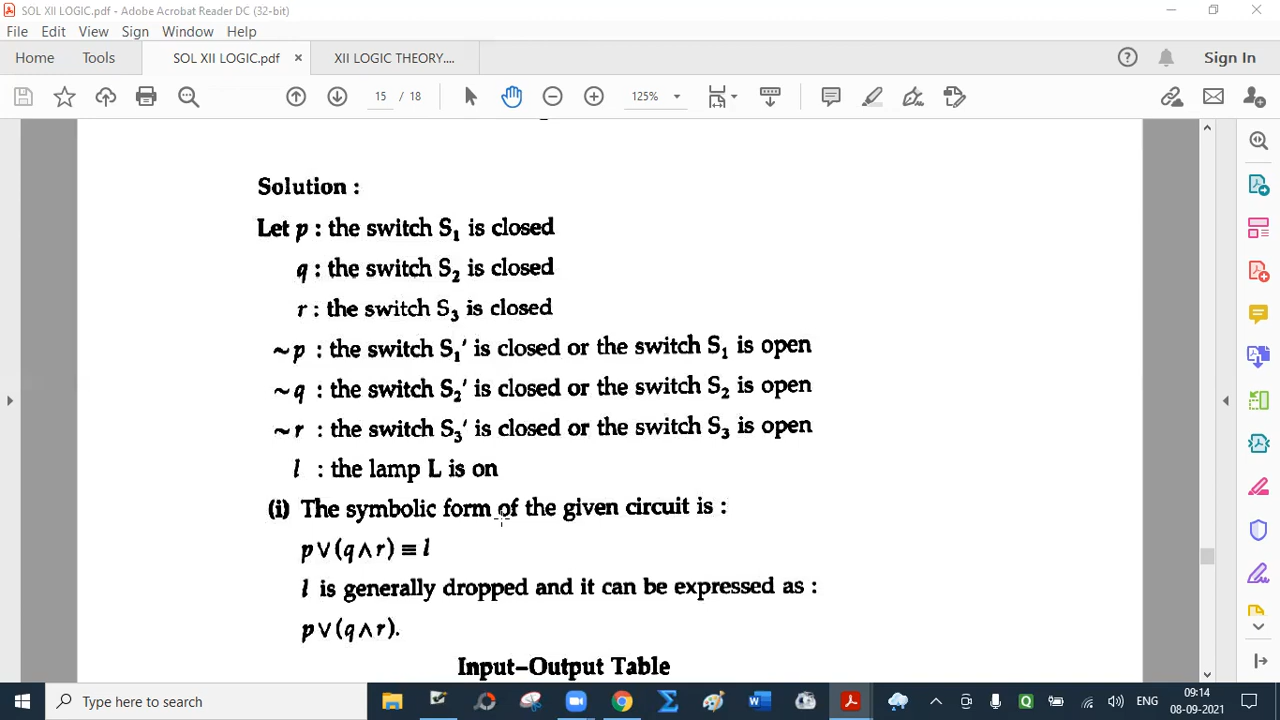 SOL XII LOGIC.pdf - Adobe Acrobat Reader DC (32-bit)
File Edit View Sign Window Help
Home Tools SOL XII LOGIC.pdf × XII LOGIC THEORY.... Sign In
15 / 18 125%
Solution :
Let p : the switch S₁ is closed
q : the switch S₂ is closed
r : the switch S₃ is closed
~p : the switch S₁′ is closed or the switch S₁ is open
~q : the switch S₂′ is closed or the switch S₂ is open
~r : the switch S₃′ is closed or the switch S₃ is open
l : the lamp L is on
(i) The symbolic form of the given circuit is :
p∨(q∧r) ≡ l
l is generally dropped and it can be expressed as :
p∨(q∧r).
Input–Output Table
Type here to search
ENG
09:14
08-09-2021